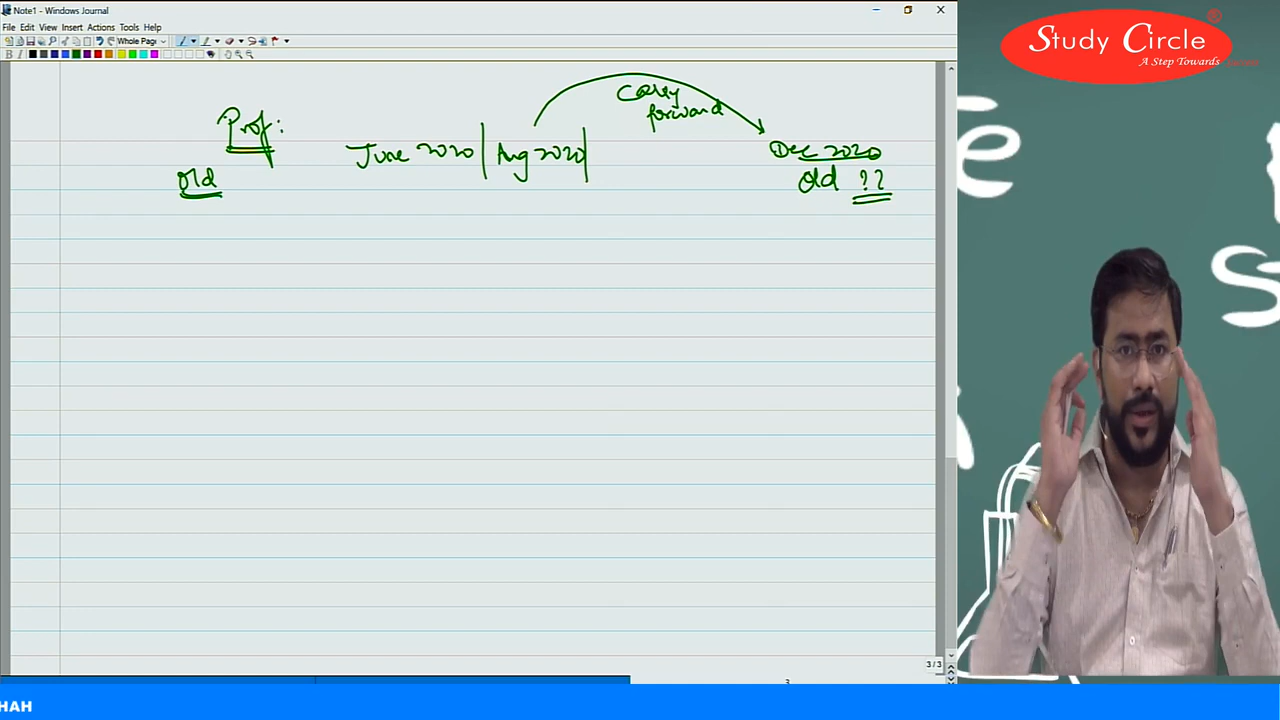 Note1 - Windows Journal
File Edit View Insert Actions Tools Help
Whole Page
B I
Carry
forward
Prof:
June 2020 | Aug 2020 |
Dec 2020
old
old ??
3/3
3
HAH
Study Circle ®
A Step Towards
e
S